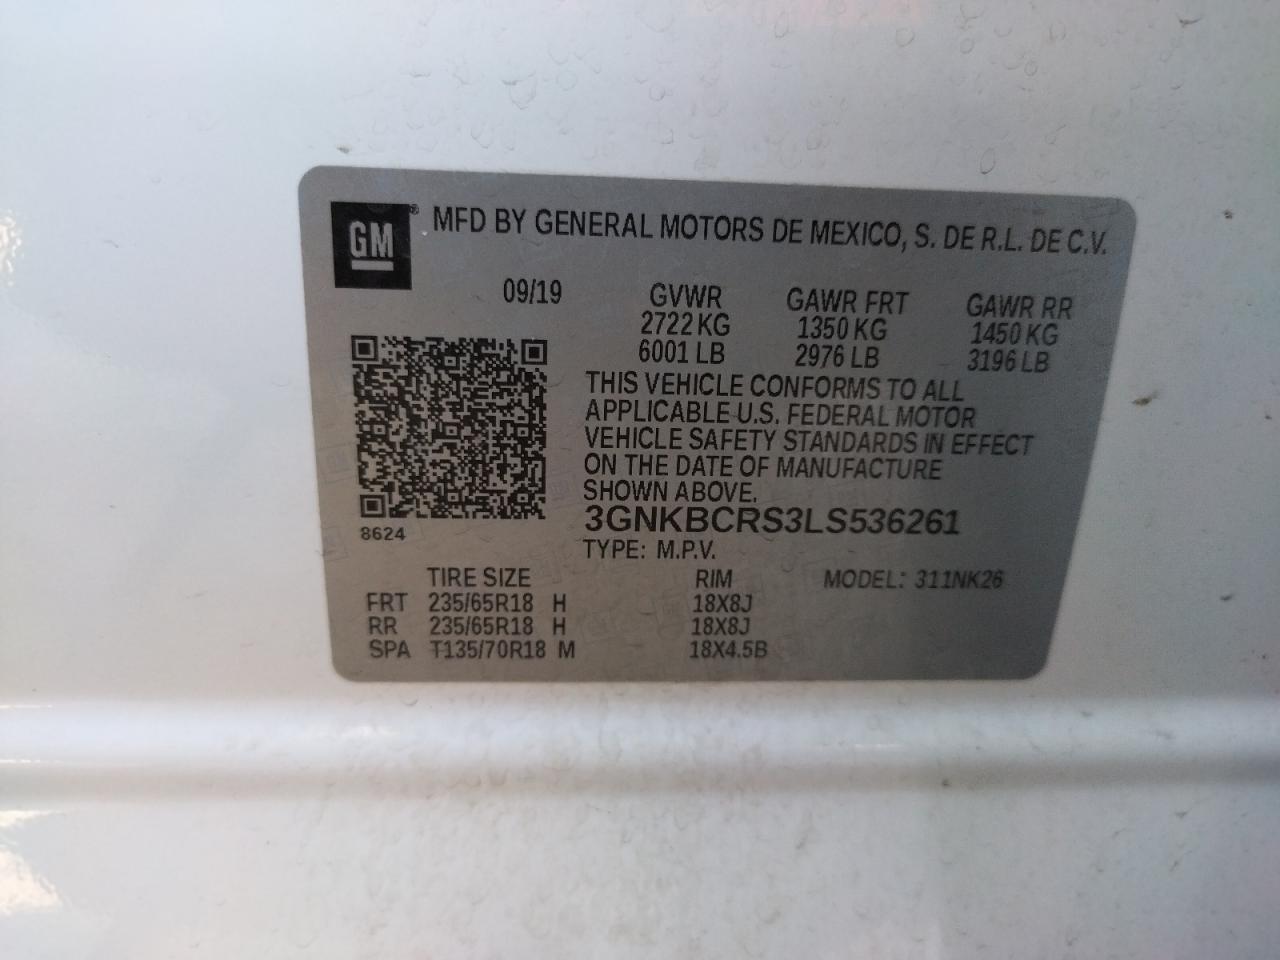 GM® MFD BY GENERAL MOTORS DE MEXICO, S. DE R.L. DE C.V.
09/19 GVWR GAWR FRT GAWR RR
2722 KG 1350 KG 1450 KG
6001 LB 2976 LB 3196 LB
THIS VEHICLE CONFORMS TO ALL
APPLICABLE U.S. FEDERAL MOTOR
VEHICLE SAFETY STANDARDS IN EFFECT
ON THE DATE OF MANUFACTURE
SHOWN ABOVE.
3GNKBCRS3LS536261
8624
TYPE: M.P.V.
TIRE SIZE RIM MODEL: 311NK26
FRT 235/65R18 H 18X8J
RR 235/65R18 H 18X8J
SPA T135/70R18 M 18X4.5B